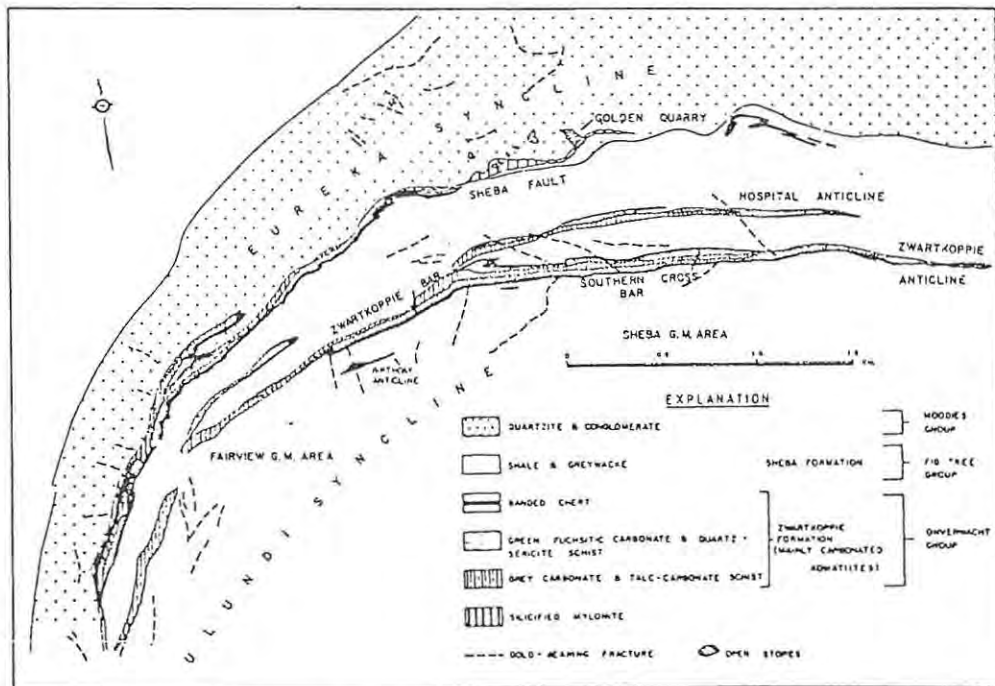 EUREKA SYNCLINE
GOLDEN QUARRY
SHEBA FAULT
HOSPITAL ANTICLINE
ZWARTKOPPIE
ANTICLINE
ZWARTKOPPIE BAR
SOUTHERN CROSS
BAR
SHEBA G.M. AREA
ANTICLINE
FAIRVIEW G.M. AREA
ULUNDI SYNCLINE
EXPLANATION
QUARTZITE & CONGLOMERATE
MOODIES
GROUP
SHALE & GREYWACKE
SHEBA FORMATION
FIG TREE
GROUP
BANDED CHERT
GREEN FUCHSITIC CARBONATE & QUARTZ-
SERICITE SCHIST
ZWARTKOPPIE
FORMATION
(MAINLY CARBONATED
ONVERWACHT
GROUP
GREY CARBONATE & TALC-CARBONATE SCHIST
SILICIFIED MYLONITE
GOLD-BEARING FRACTURE
OPEN STOPES